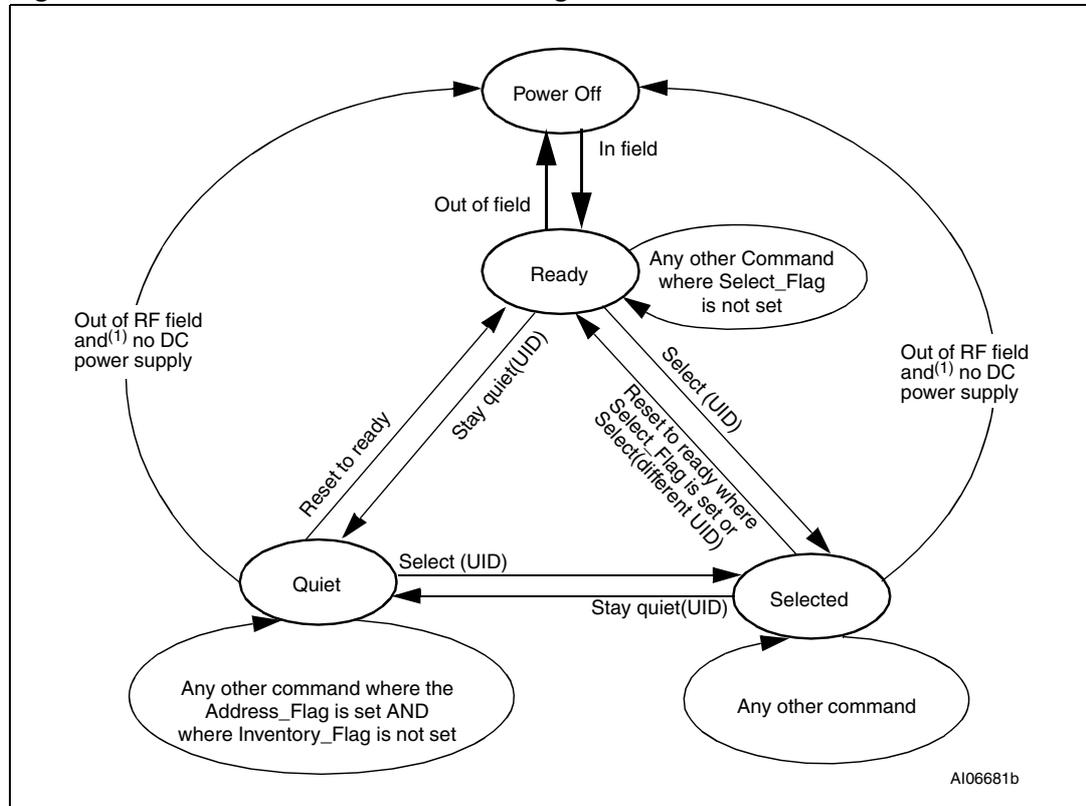 Power Off
In field
Out of field
Ready
Any other Command
where Select_Flag
is not set
Out of RF field
and(1) no DC
power supply
Out of RF field
and(1) no DC
power supply
Reset to ready
Stay quiet(UID)
Select (UID)
Reset to ready where
Select_Flag is set or
Select(different UID)
Quiet
Select (UID)
Stay quiet(UID)
Selected
Any other command where the
Address_Flag is set AND
where Inventory_Flag is not set
Any other command
AI06681b